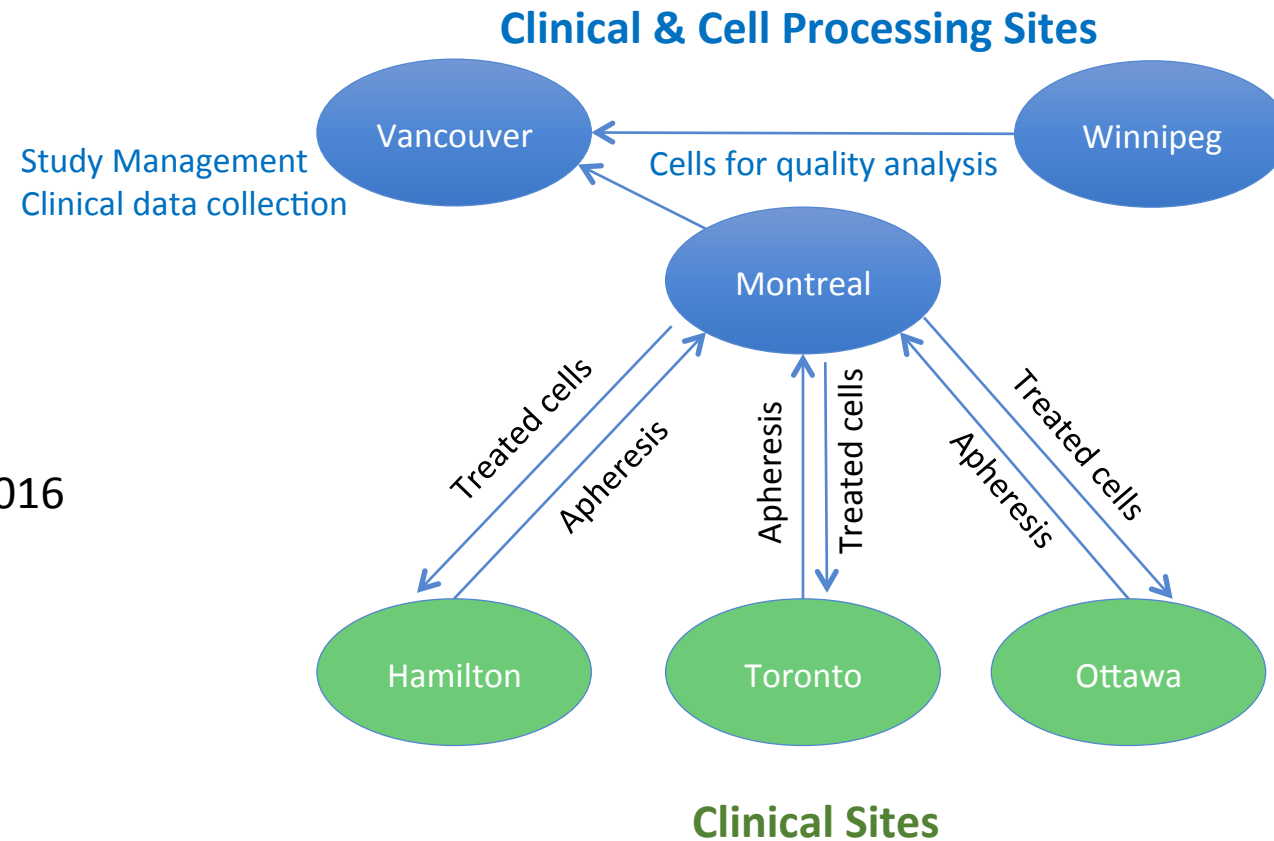 Clinical & Cell Processing Sites
Vancouver
Winnipeg
Study Management
Clinical data collection
Cells for quality analysis
Montreal
Treated cells
Apheresis
Apheresis
Treated cells
Treated cells
Apheresis
016
Hamilton
Toronto
Ottawa
Clinical Sites